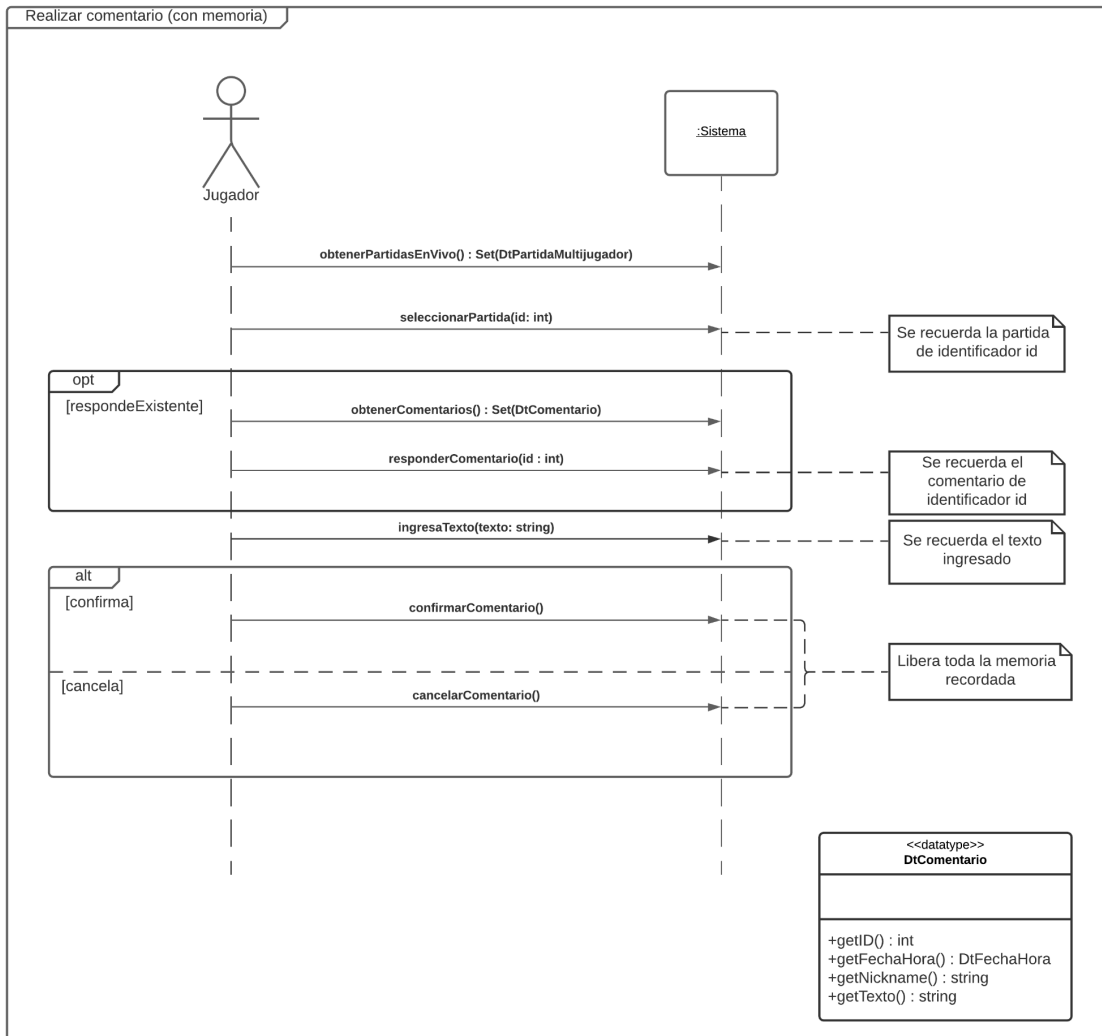 Realizar comentario (con memoria)
:Sistema
Jugador
obtenerPartidasEnVivo() : Set(DtPartidaMultijugador)
seleccionarPartida(id: int)
Se recuerda la partida
de identificador id
opt
[respondeExistente]
obtenerComentarios() : Set(DtComentario)
responderComentario(id : int)
Se recuerda el
comentario de
identificador id
ingresaTexto(texto: string)
Se recuerda el texto
ingresado
alt
[confirma]
confirmarComentario()
Libera toda la memoria
recordada
[cancela]
cancelarComentario()
<<datatype>>
DtComentario
+getID() : int
+getFechaHora() : DtFechaHora
+getNickname() : string
+getTexto() : string